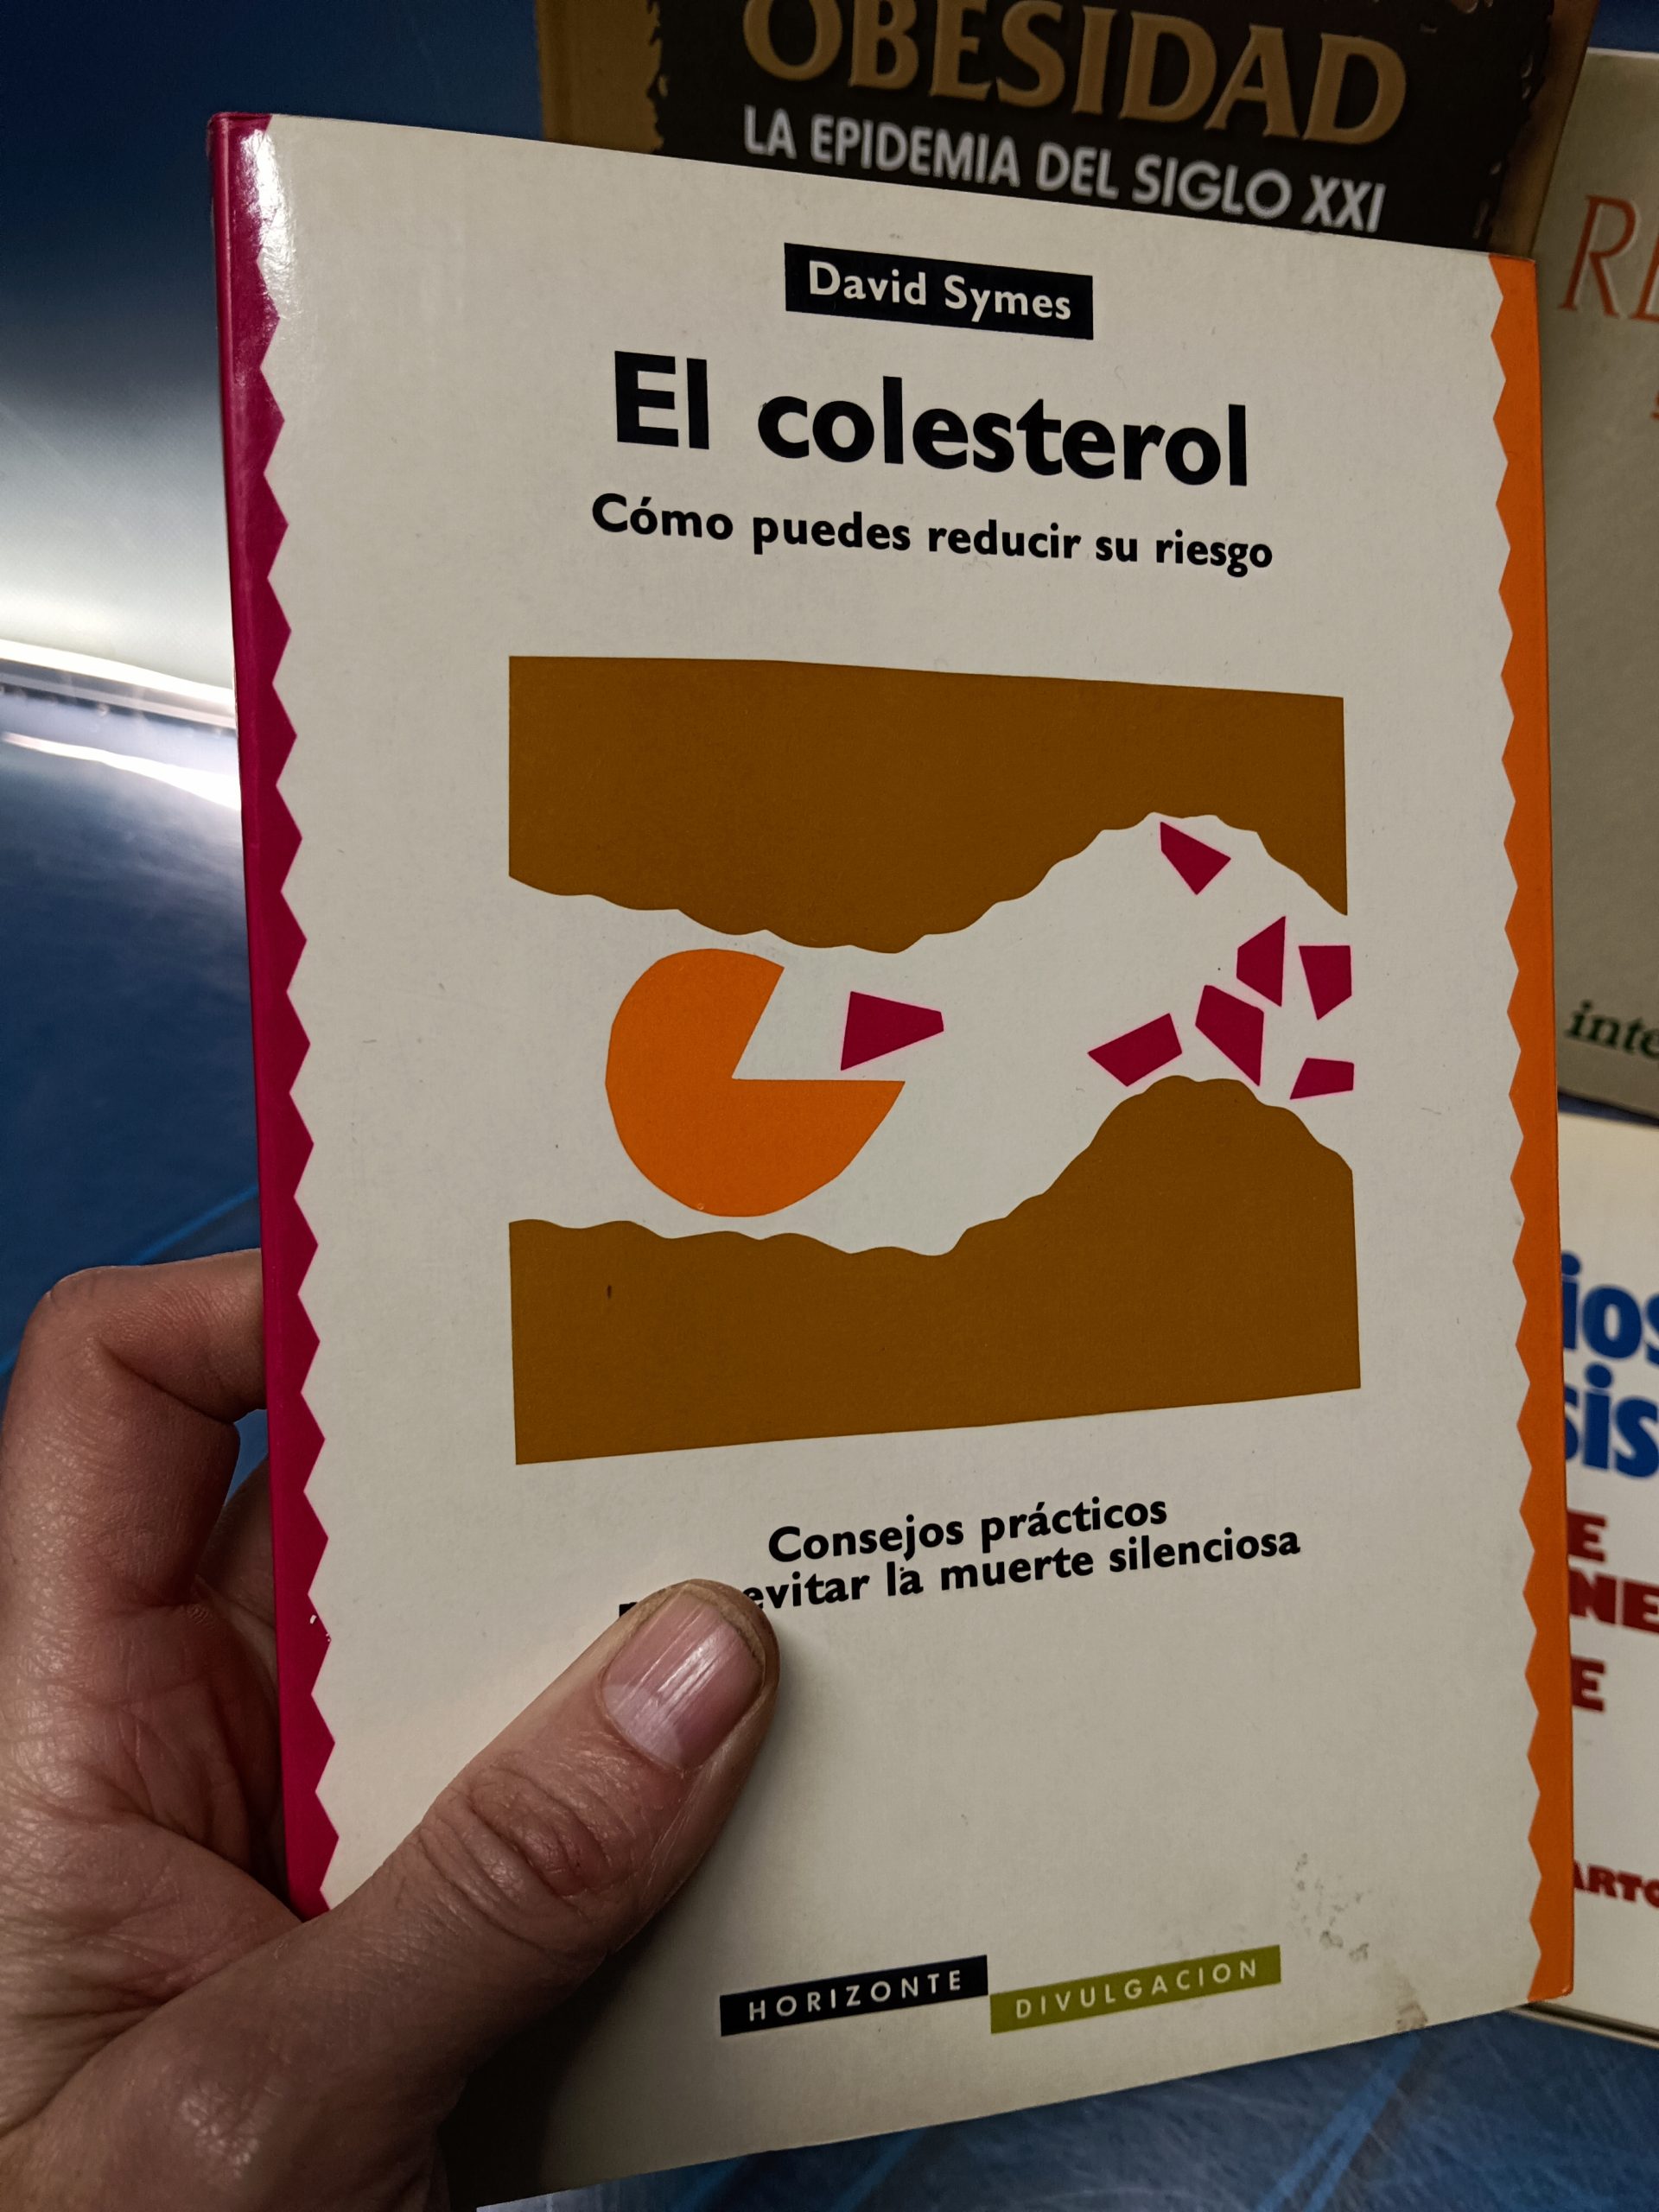 OBESIDAD
LA EPIDEMIA DEL SIGLO XXI
David Symes
El colesterol
Cómo puedes reducir su riesgo
Consejos prácticos
evitar la muerte silenciosa
HORIZONTE
DIVULGACION